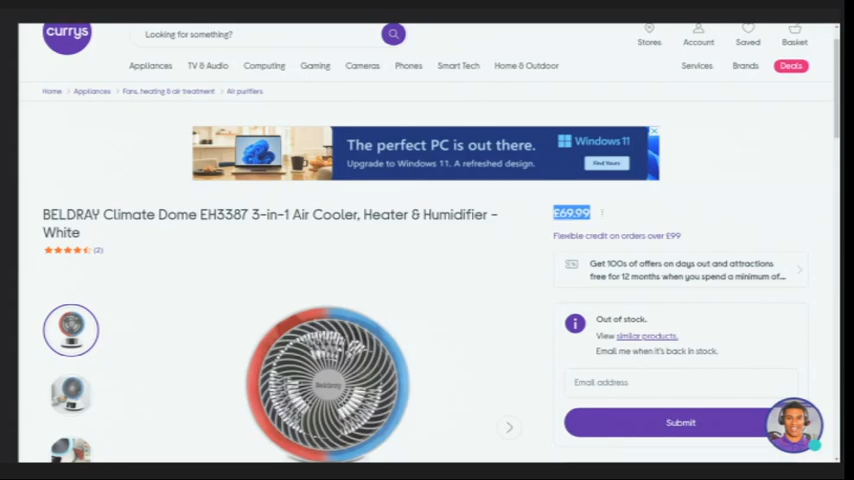 currys
Looking for something?
Stores
Account
Saved
Basket
Appliances
TV & Audio
Computing
Gaming
Cameras
Phones
Smart Tech
Home & Outdoor
Services
Brands
Deals
Home > Appliances > Fans, heating & air treatment > Air purifiers
The perfect PC is out there.
Upgrade to Windows 11. A refreshed design.
Windows 11
Find Yours
BELDRAY Climate Dome EH3387 3-in-1 Air Cooler, Heater & Humidifier –
White
(2)
£69.99
Flexible credit on orders over £99
Get 100s of offers on days out and attractions
free for 12 months when you spend a minimum of...
Out of stock.
View similar products.
Email me when it's back in stock.
Email address
Submit
Beldray